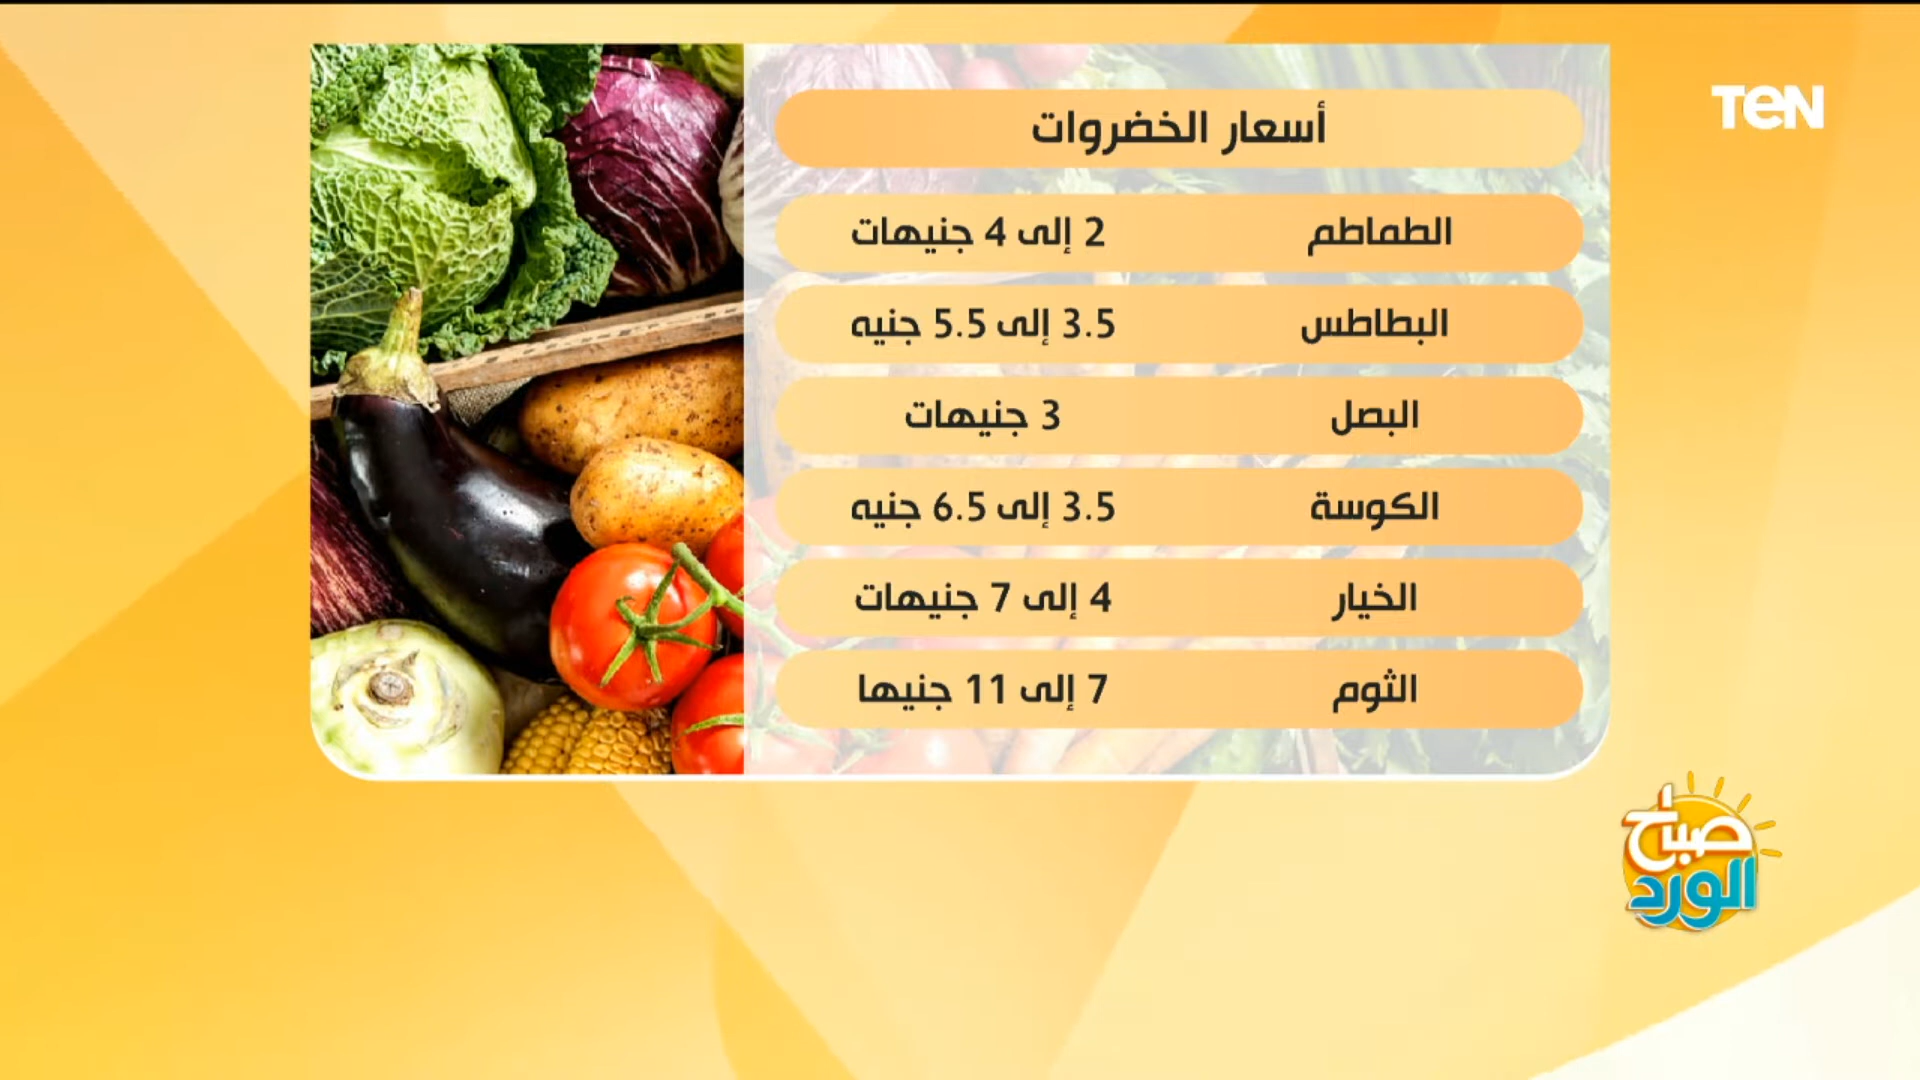 TeN
أسعار الخضروات
الطماطم 2 إلى 4 جنيهات
البطاطس 3.5 إلى 5.5 جنيه
البصل 3 جنيهات
الكوسة 3.5 إلى 6.5 جنيه
الخيار 4 إلى 7 جنيهات
الثوم 7 إلى 11 جنيها
صباح
الورد